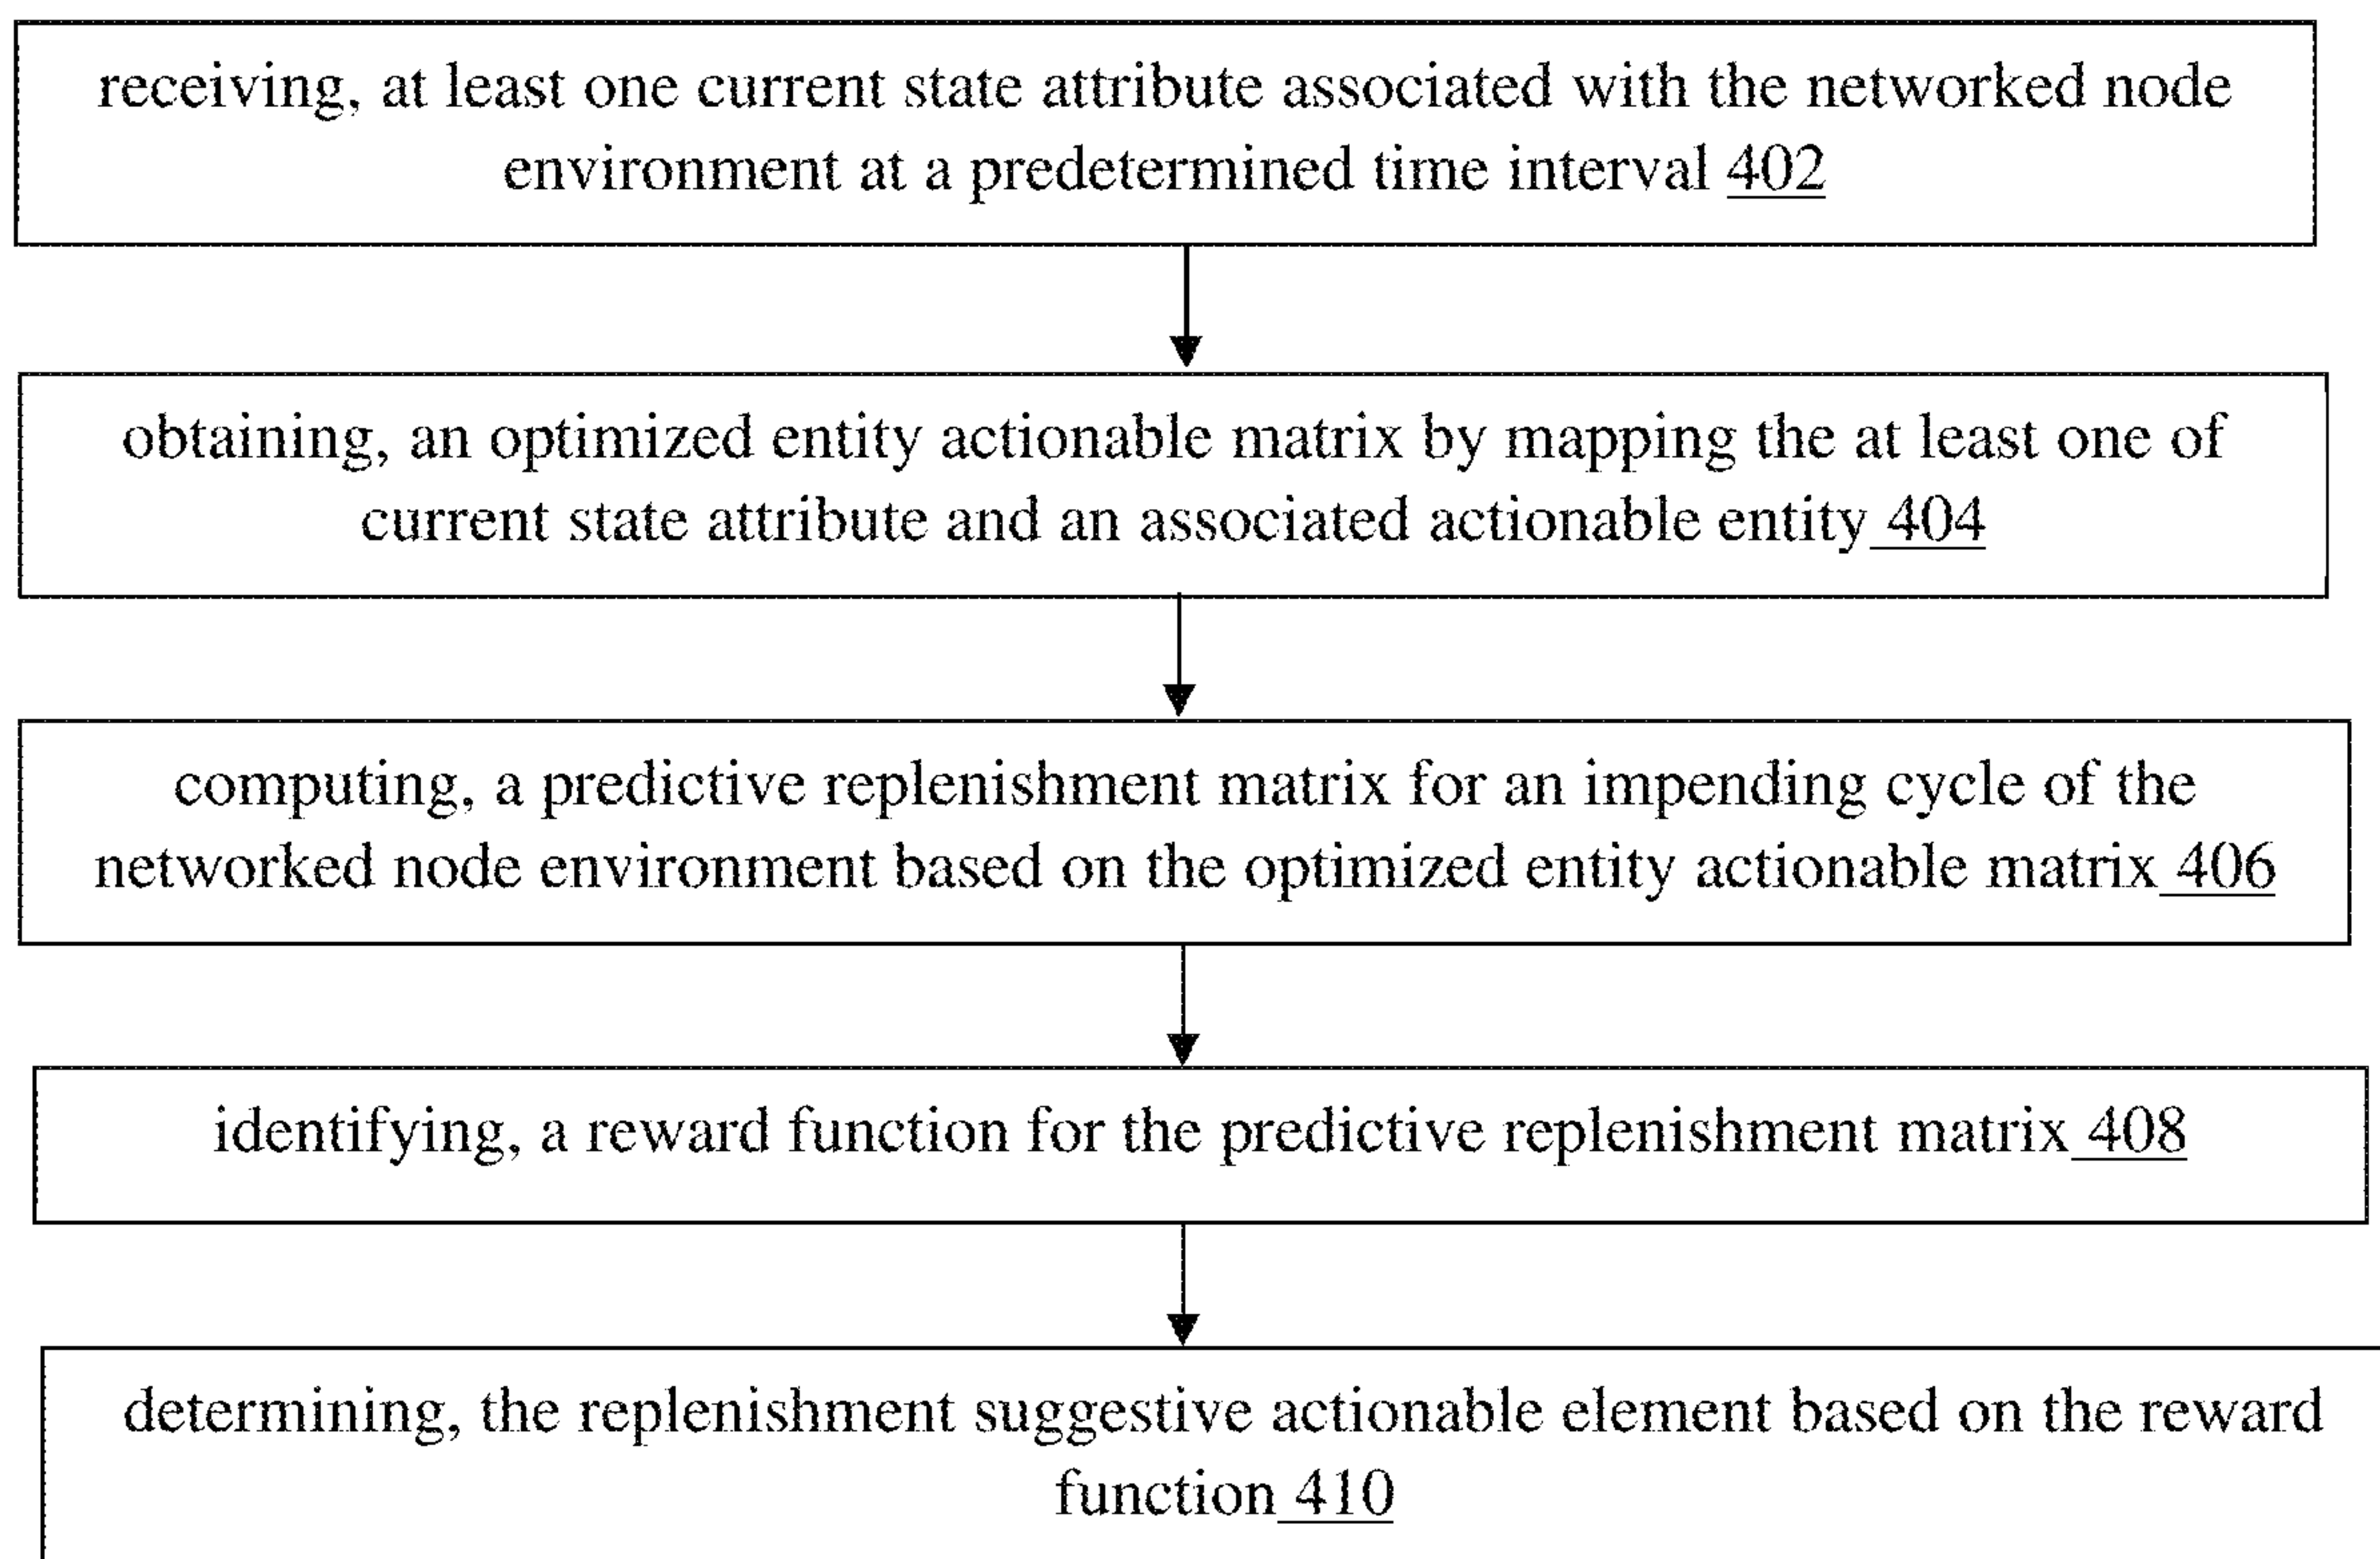 receiving, at least one current state attribute associated with the networked node
environment at a predetermined time interval 402
obtaining, an optimized entity actionable matrix by mapping the at least one of
current state attribute and an associated actionable entity 404
computing, a predictive replenishment matrix for an impending cycle of the
networked node environment based on the optimized entity actionable matrix 406
identifying, a reward function for the predictive replenishment matrix 408
determining, the replenishment suggestive actionable element based on the reward
function 410